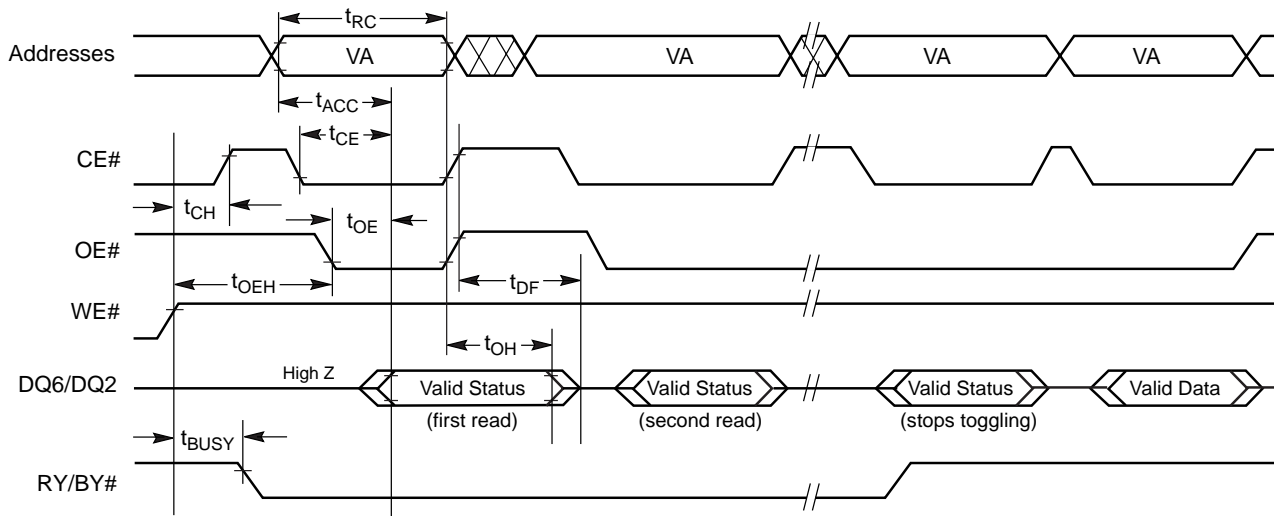 tRC
Addresses VA VA VA VA
tACC
tCE
CE#
tCH tOE
OE#
tOEH tDF
WE#
tOH
High Z
DQ6/DQ2 Valid Status Valid Status Valid Status Valid Data
(first read) (second read) (stops toggling)
tBUSY
RY/BY#